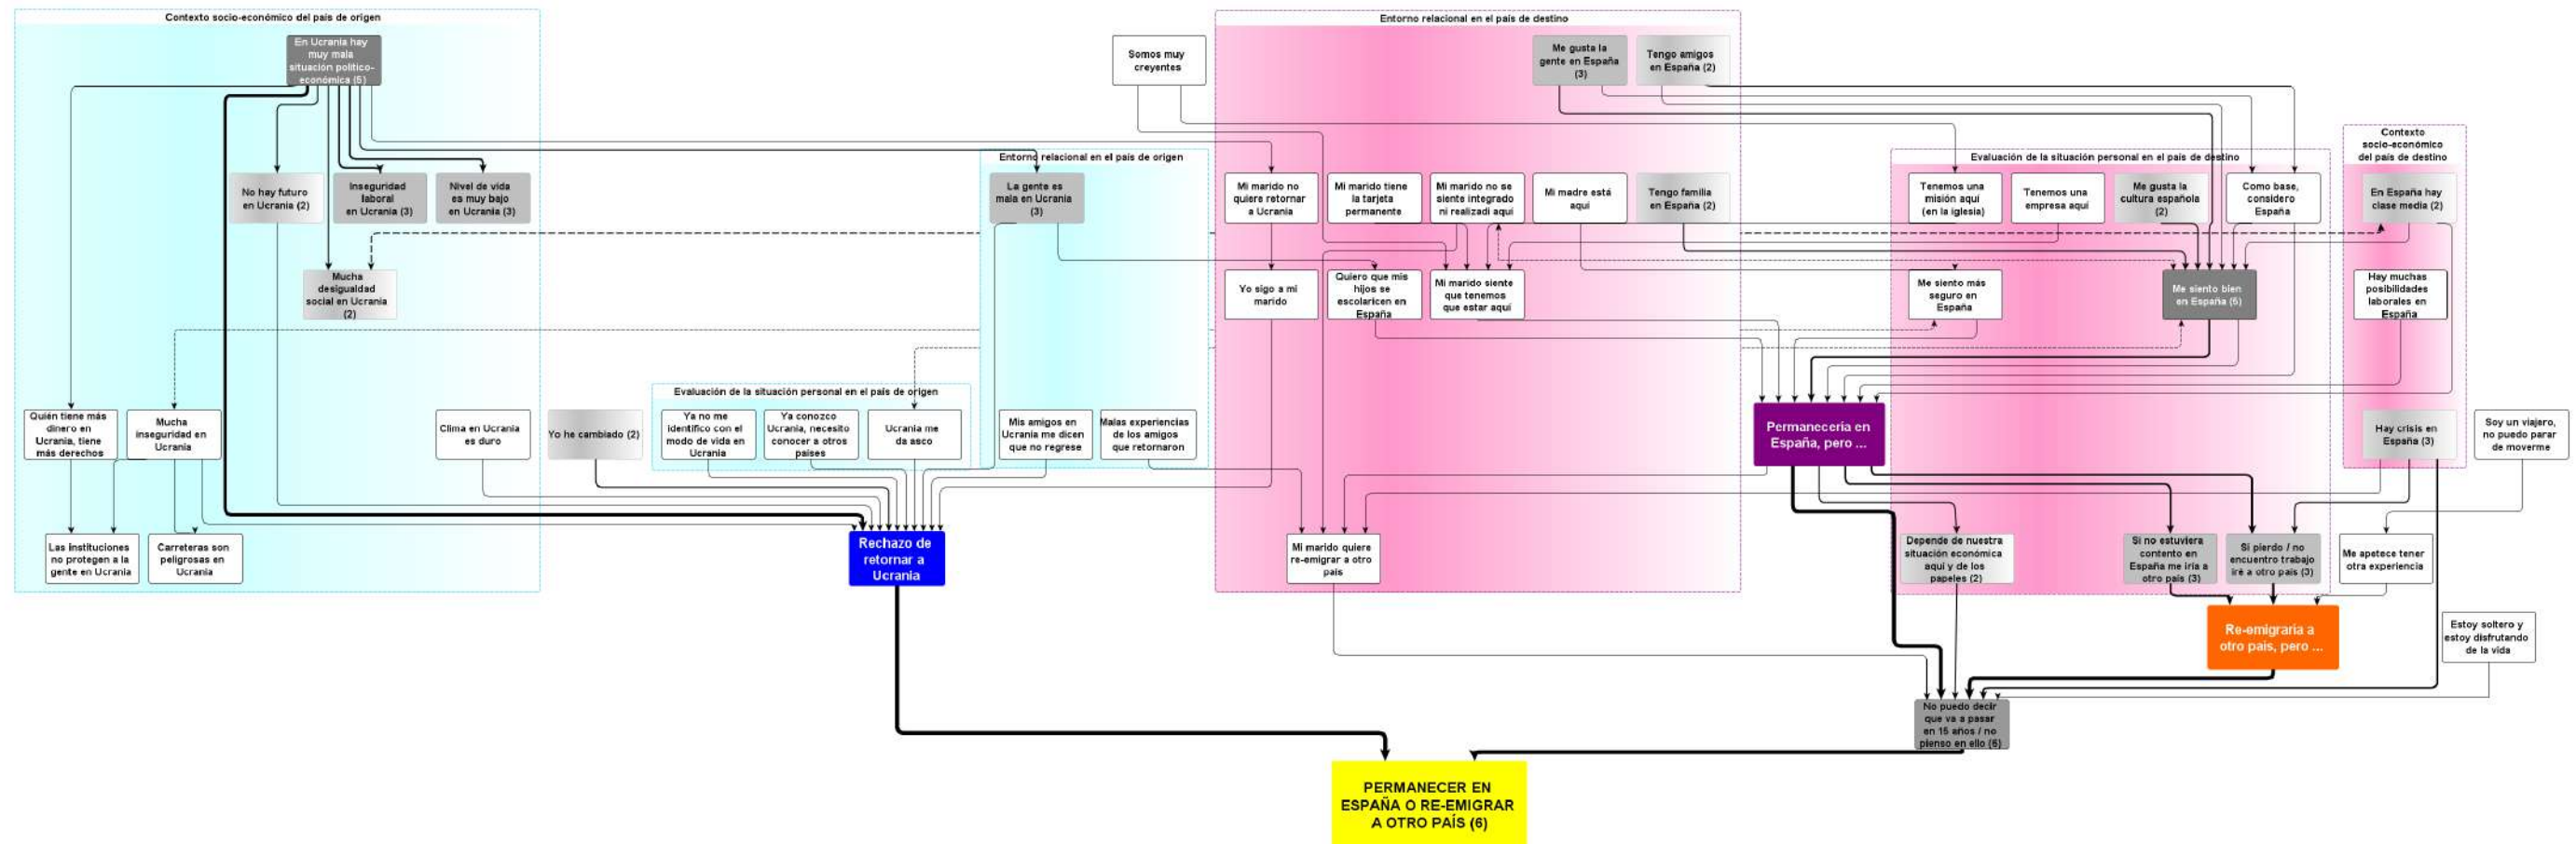 Contexto socio-económico del país de origen
En Ucrania hay
muy mala
situación político-
económica (5)
No hay futuro
en Ucrania (2)
Inseguridad
laboral
en Ucrania (3)
Nivel de vida
es muy bajo
en Ucrania (3)
Mucha
desigualdad
social en Ucrania
(2)
Quién tiene más
dinero en
Ucrania, tiene
más derechos
Mucha
inseguridad en
Ucrania
Clima en Ucrania
es duro
Las instituciones
no protegen a la
gente en Ucrania
Carreteras son
peligrosas en
Ucrania
Yo he cambiado (2)
Evaluación de la situación personal en el país de origen
Ya no me
identifico con el
modo de vida en
Ucrania
Ya conozco
Ucrania, necesito
conocer a otros
países
Ucrania me
da asco
Entorno relacional en el país de origen
La gente es
mala en Ucrania
(3)
Mis amigos en
Ucrania me dicen
que no regrese
Malas experiencias
de los amigos
que retornaron
Rechazo de
retornar a
Ucrania
Somos muy
creyentes
Entorno relacional en el país de destino
Me gusta la
gente en España
(3)
Tengo amigos
en España (2)
Mi marido no
quiere retornar
a Ucrania
Mi marido tiene
la tarjeta
permanente
Mi marido no se
siente integrado
ni realizadi aquí
Mi madre está
aquí
Tengo familia
en España (2)
Yo sigo a mi
marido
Quiero que mis
hijos se
escolaricen en
España
Mi marido siente
que tenemos
que estar aquí
Mi marido quiere
re-emigrar a otro
país
Evaluación de la situación personal en el país de destino
Tenemos una
misión aquí
(en la iglesia)
Tenemos una
empresa aquí
Me gusta la
cultura española
(2)
Como base,
considero
España
Me siento más
seguro en
España
Me siento bien
en España (5)
Permanecería en
España, pero ...
Depende de nuestra
situación económica
aquí y de los
papeles (2)
Si no estuviera
contento en
España me iría a
otro país (3)
Si pierdo / no
encuentro trabajo
iré a otro país (3)
Contexto
socio-económico
del país de destino
En España hay
clase media (2)
Hay muchas
posibilidades
laborales en
España
Hay crisis en
España (3)
Soy un viajero,
no puedo parar
de moverme
Me apetece tener
otra experiencia
Re-emigraría a
otro país, pero ...
Estoy soltero y
estoy disfrutando
de la vida
No puedo decir
que va a pasar
en 15 años / no
pienso en ello (6)
PERMANECER EN
ESPAÑA O RE-EMIGRAR
A OTRO PAÍS (6)